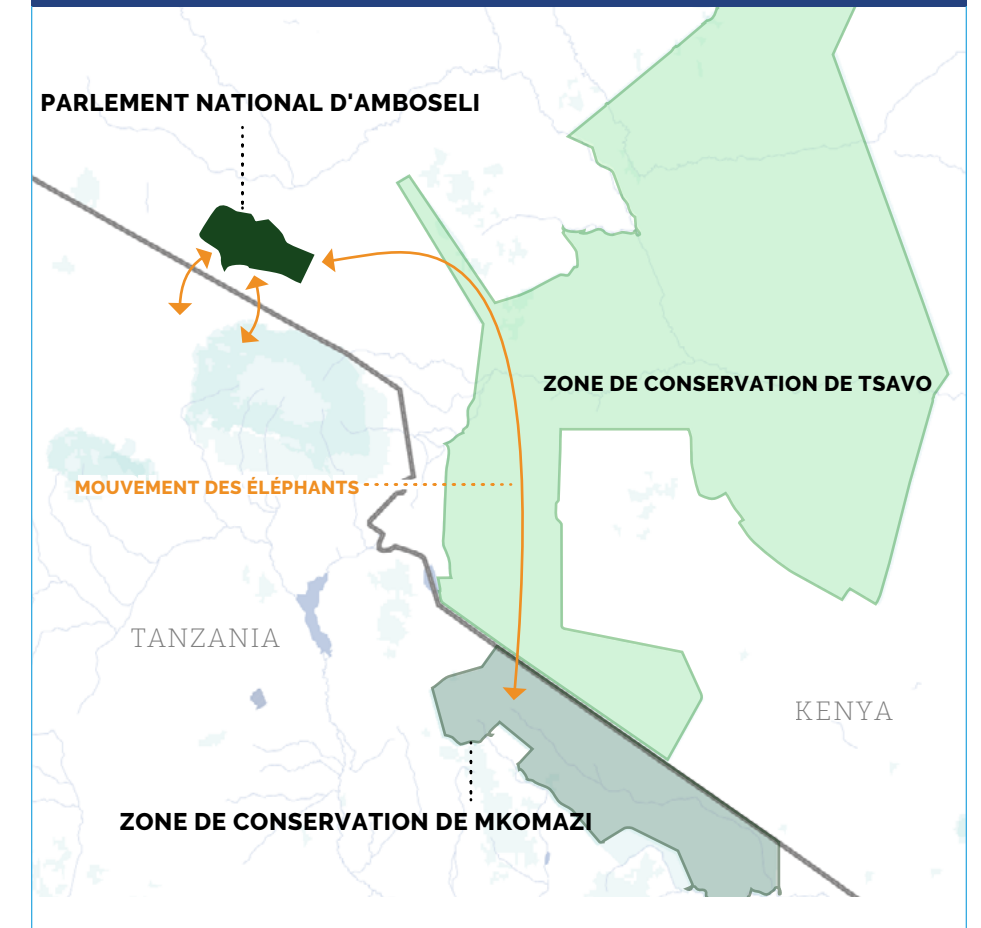 PARLEMENT NATIONAL D'AMBOSELI
ZONE DE CONSERVATION DE TSAVO
MOUVEMENT DES ÉLÉPHANTS
TANZANIA
KENYA
ZONE DE CONSERVATION DE MKOMAZI